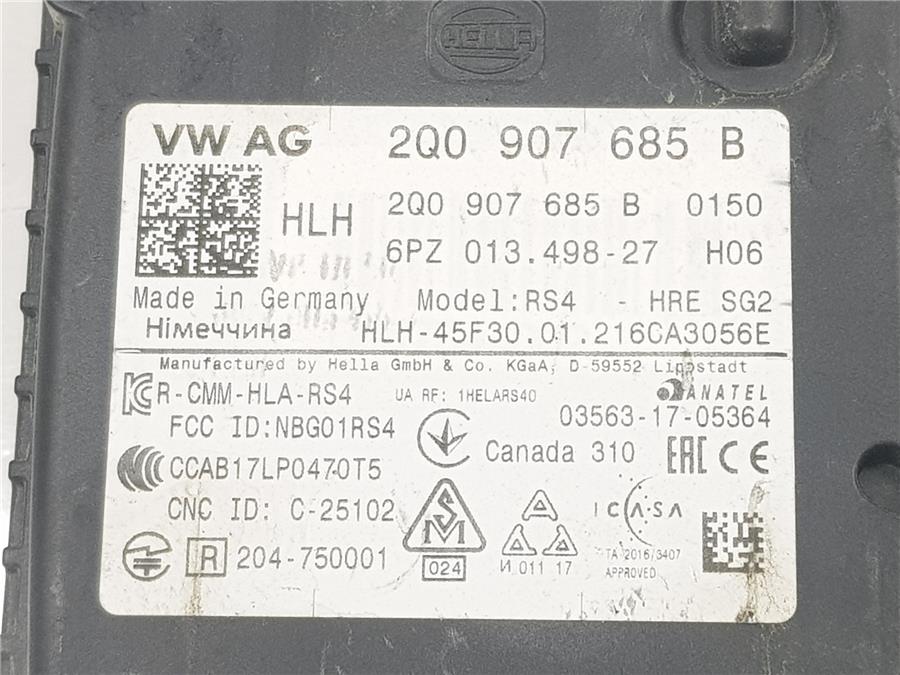 HELLA
VW AG 2Q0 907 685 B
HLH 2Q0 907 685 B 0150
6PZ 013.498-27 H06
Made in Germany Model:RS4 - HRE SG2
Німеччина HLH-45F30.01.216CA3056E
Manufactured by Hella GmbH & Co. KGaA, D-59552 Lippstadt
R-CMM-HLA-RS4 UA RF: 1HELARS40 ANATEL
03563-17-05364
FCC ID:NBG01RS4
Canada 310 EAC CE
CCAB17LP0470T5
CNC ID: C-25102 SM ICASA
R 204-750001 024 И 011 17 TA 2016/3407
APPROVED